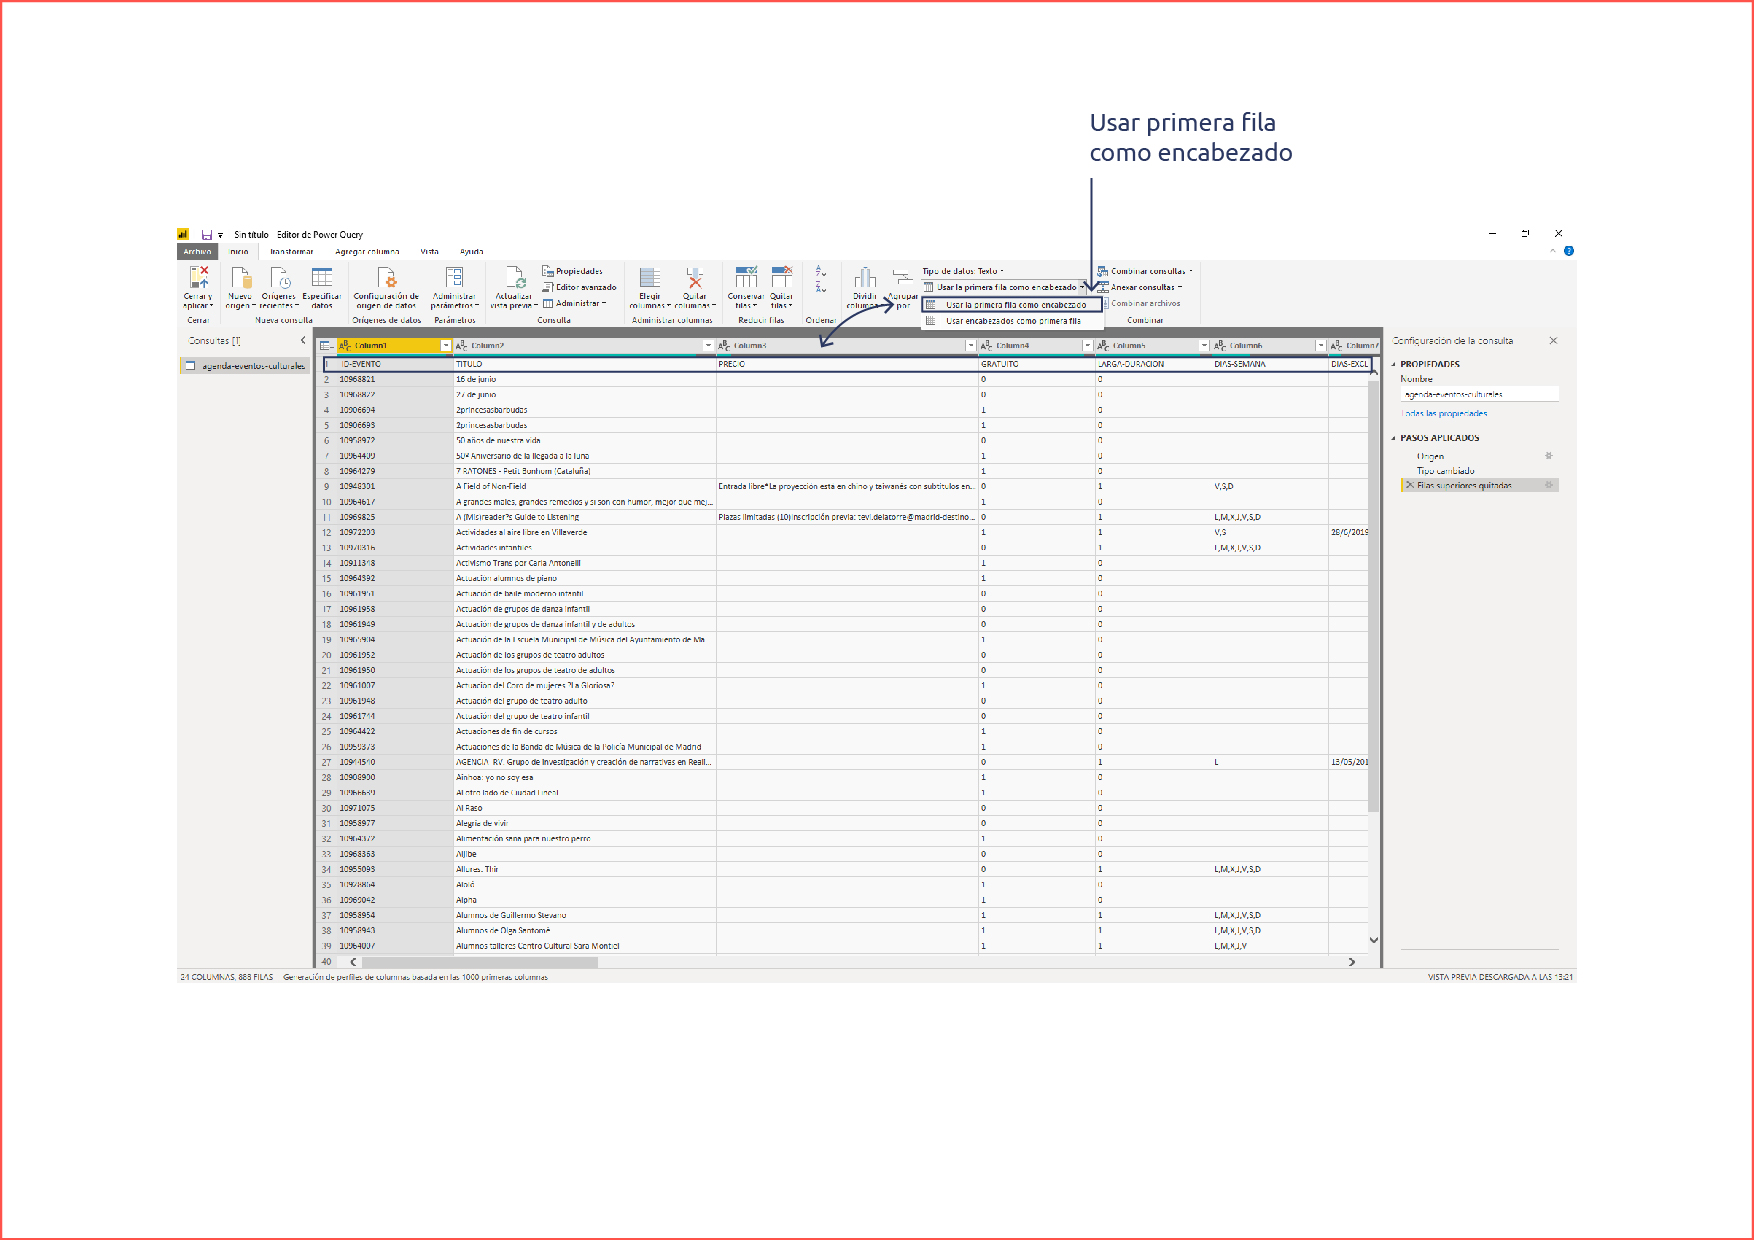 Usar primera fila
como encabezado
Sin título - Editor de Power Query
Archivo Inicio Transformar Agregar columna Vista Ayuda
Cerrar y aplicar
Nuevo origen
Orígenes recientes
Especificar datos
Configuración de orígenes de datos
Administrar parámetros
Actualizar vista previa
Propiedades
Editor avanzado
Administrar
Elegir columnas
Quitar columnas
Conservar filas
Quitar filas
Dividir columna
Agrupar por
Tipo de datos: Texto
Usar la primera fila como encabezado
Usar la primera fila como encabezado
Usar encabezados como primera fila
Combinar consultas
Anexar consultas
Combinar archivos
Cerrar Nueva consulta Orígenes de datos Parámetros Consulta Administrar columnas Reducir filas Ordenar Combinar
Consultas [1]
agenda-eventos-culturales
Column1 Column2 Column3 Column4 Column5 Column6 Column7
1 ID-EVENTO TITULO PRECIO GRATUITO LARGA-DURACION DIAS-SEMANA DIAS-EXCL
2 10968821 16 de junio 0 0
3 10968822 27 de junio 0 0
4 10906694 2princesasbarbudas 1 0
5 10906693 2princesasbarbudas 1 0
6 10958972 50 años de nuestra vida 0 0
7 10964409 50º Aniversario de la llegada a la luna 1 0
8 10964279 7 RATONES - Petit Bonhom (Cataluña) 1 0
9 10948301 A Field of Non-Field Entrada libre*La proyección esta en chino y taiwanés con subtítulos en... 0 1 V,S,D
10 10964617 A grandes males, grandes remedios y si son con humor, mejor que mej... 1 0
11 10969825 A (Mis)reader?s Guide to Listening Plazas limitadas (10)Inscripción previa: tevi.delatorre@madrid-destino... 0 1 L,M,X,J,V,S,D
12 10972203 Actividades al aire libre en Villaverde 1 1 V,S 28/6/2019
13 10970316 Actividades infantiles 0 1 L,M,X,J,V,S,D
14 10911348 Activismo Trans por Carla Antonelli 1 0
15 10964392 Actuación alumnos de piano 1 0
16 10961951 Actuación de baile moderno infantil 0 0
17 10961958 Actuación de grupos de danza infantil 0 0
18 10961949 Actuación de grupos de danza infantil y de adultos 0 0
19 10965904 Actuación de la Escuela Municipal de Música del Ayuntamiento de Ma 1 0
20 10961952 Actuación de los grupos de teatro adultos 0 0
21 10961950 Actuación de los grupos de teatro de adultos 0 0
22 10961007 Actuación del Coro de mujeres ?La Gloriosa? 1 0
23 10961948 Actuación del grupo de teatro adulto 0 0
24 10961744 Actuación del grupo de teatro infantil 0 0
25 10964422 Actuaciones de fin de cursos 1 0
26 10959373 Actuaciones de la Banda de Música de la Policía Municipal de Madrid 1 0
27 10944540 AGENCIA RV, Grupo de investigación y creación de narrativas en Reali... 0 1 L 13/05/201
28 10908900 Ainhoa: yo no soy esa 1 0
29 10966639 Al otro lado de Ciudad Lineal 1 0
30 10971075 Al Raso 0 0
31 10958977 Alegría de vivir 0 0
32 10964372 Alimentación sana para nuestro perro 1 0
33 10968363 Aljibe 0 0
34 10955093 Allures. Thir 0 1 L,M,X,J,V,S,D
35 10928864 1 0
36 10969042 Alpha 1 0
37 10958954 Alumnos de Guillermo Stevano 1 1 L,M,X,J,V,S,D
38 10958943 Alumnos de Olga Santomé 1 1 L,M,X,J,V,S,D
39 10964007 Alumnos talleres Centro Cultural Sara Montiel 1 1 L,M,X,J,V
40
Configuración de la consulta
PROPIEDADES
Nombre
agenda-eventos-culturales
Todas las propiedades
PASOS APLICADOS
Origen
Tipo cambiado
Filas superiores quitadas
24 COLUMNAS, 888 FILAS Generación de perfiles de columnas basada en las 1000 primeras columnas
VISTA PREVIA DESCARGADA A LAS 13:21